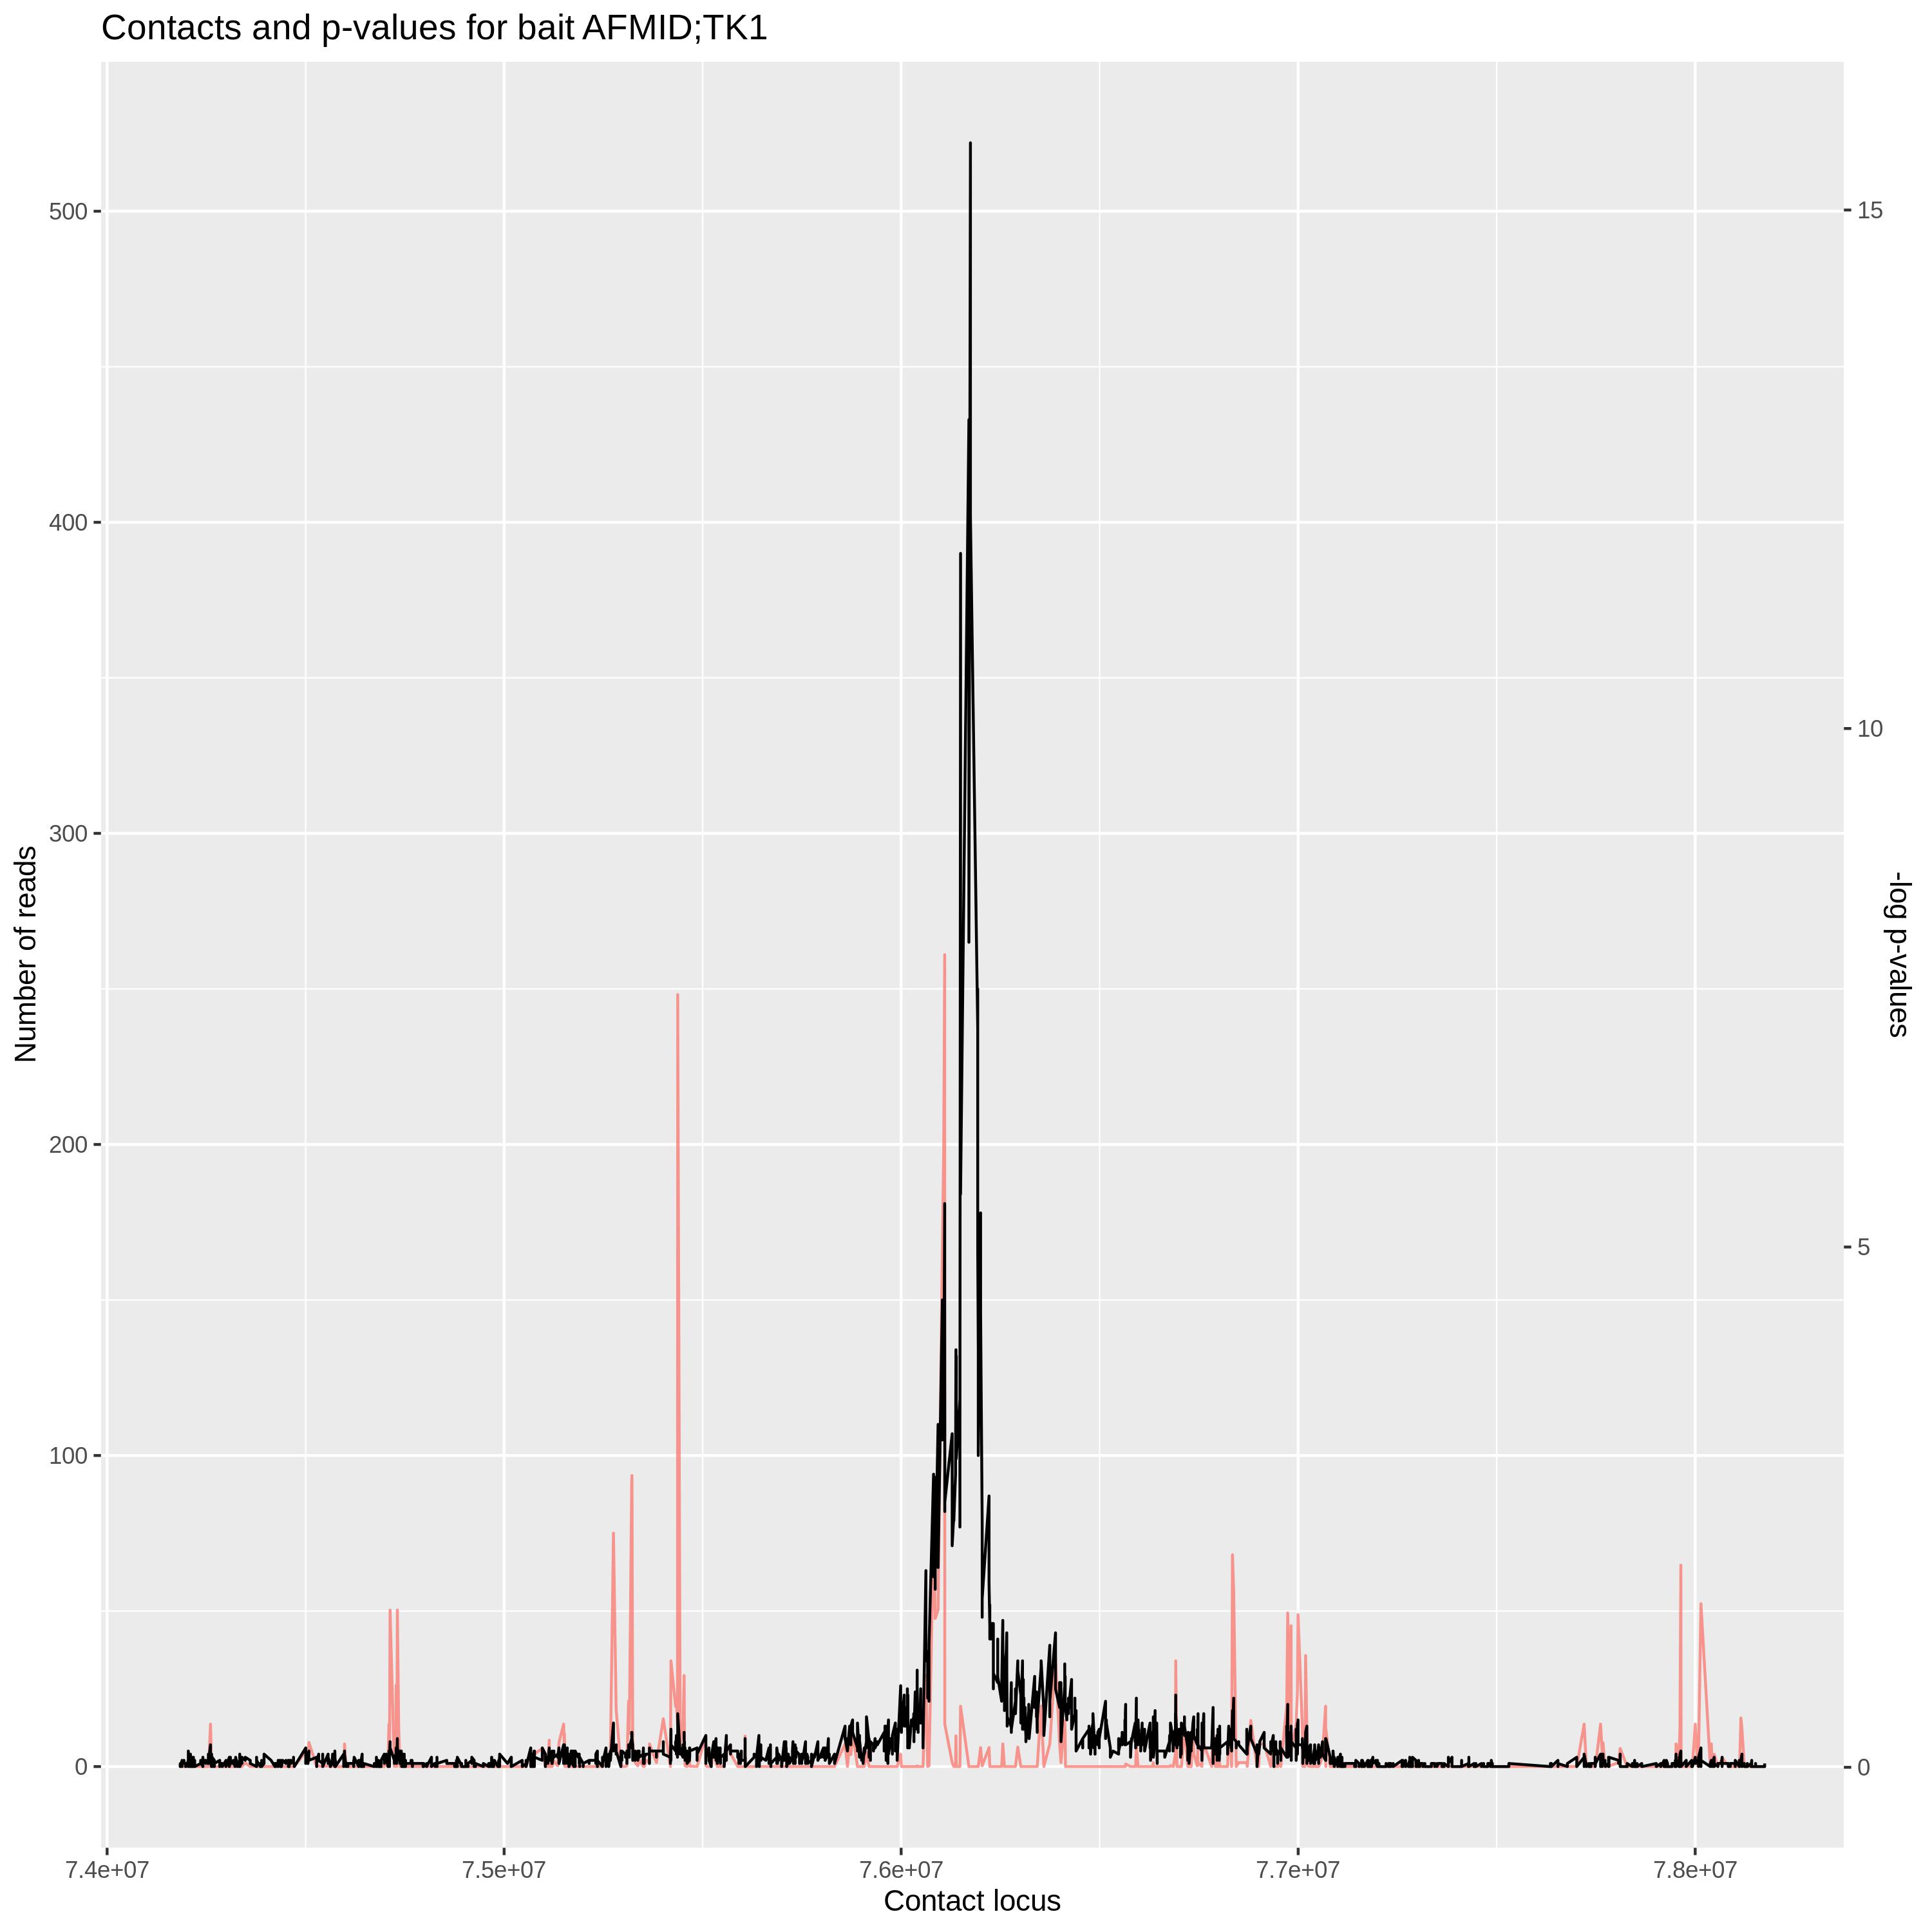 Contacts and p-values for bait AFMID;TK1
500
400
300
200
100
0
Number of reads
15
10
5
0
-log p-values
7.4e+07
7.5e+07
7.6e+07
7.7e+07
7.8e+07
Contact locus